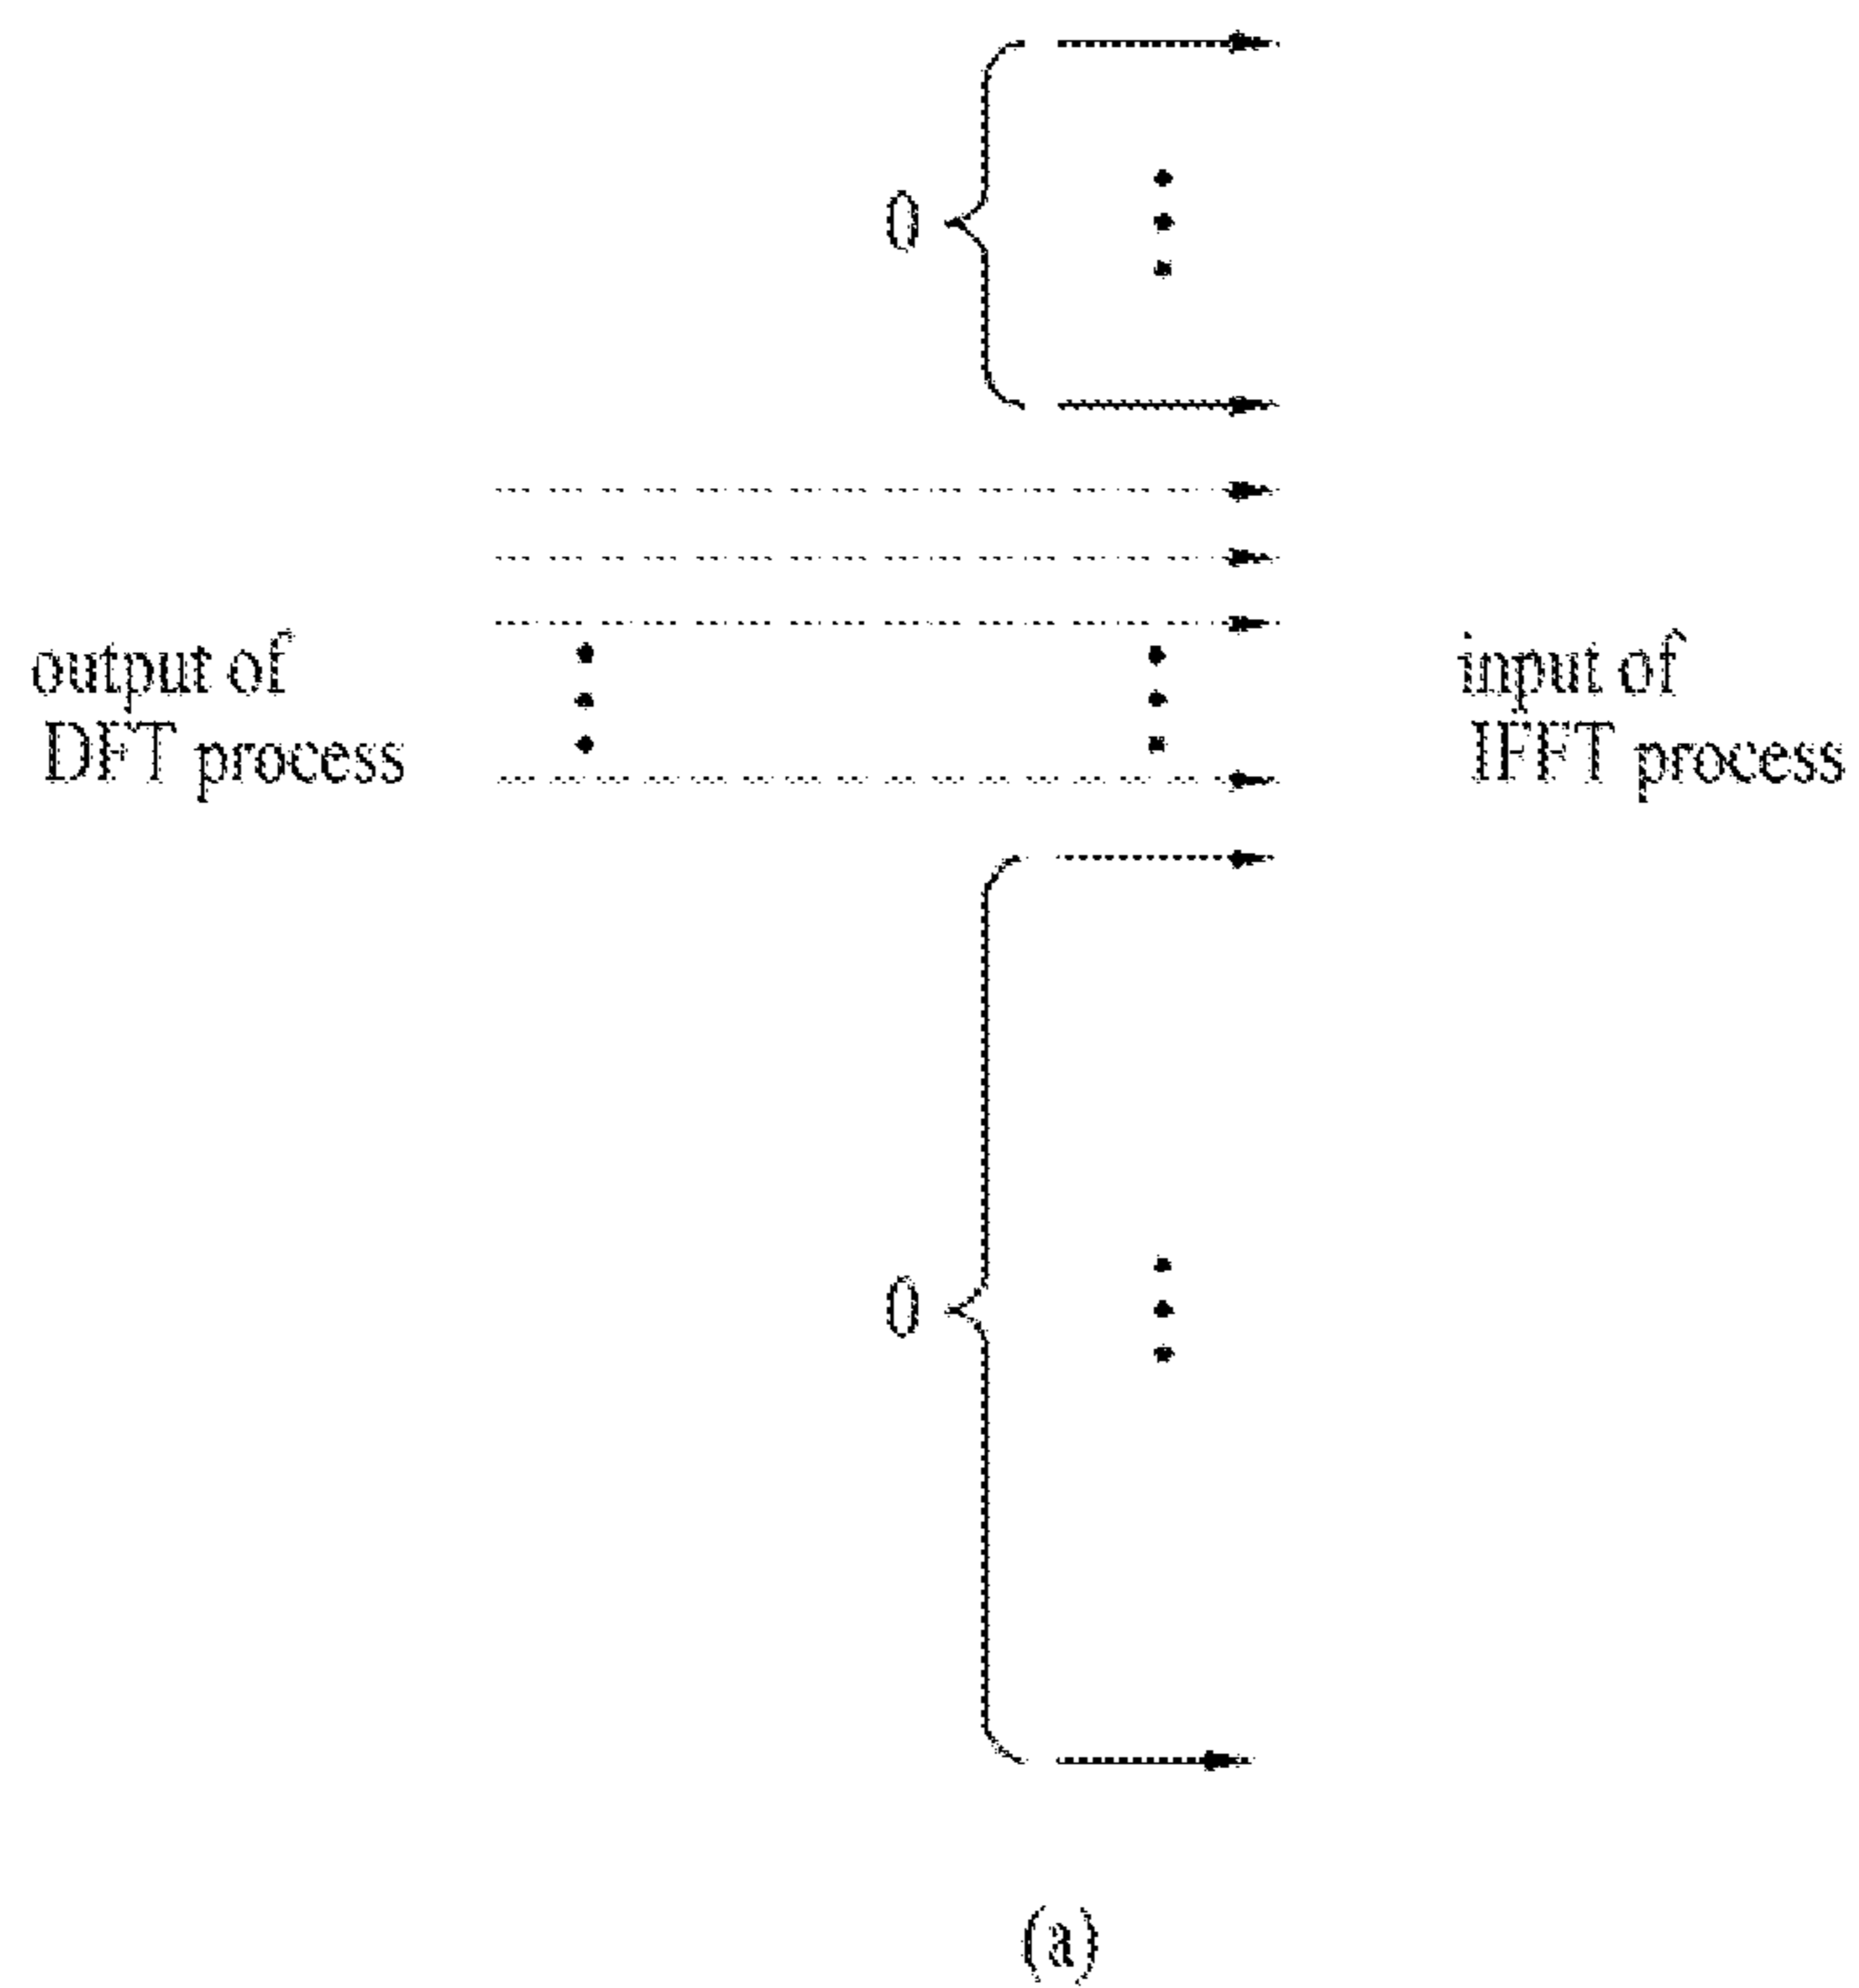 0
output of
DFT process
input of
IFFT process
0
(a)